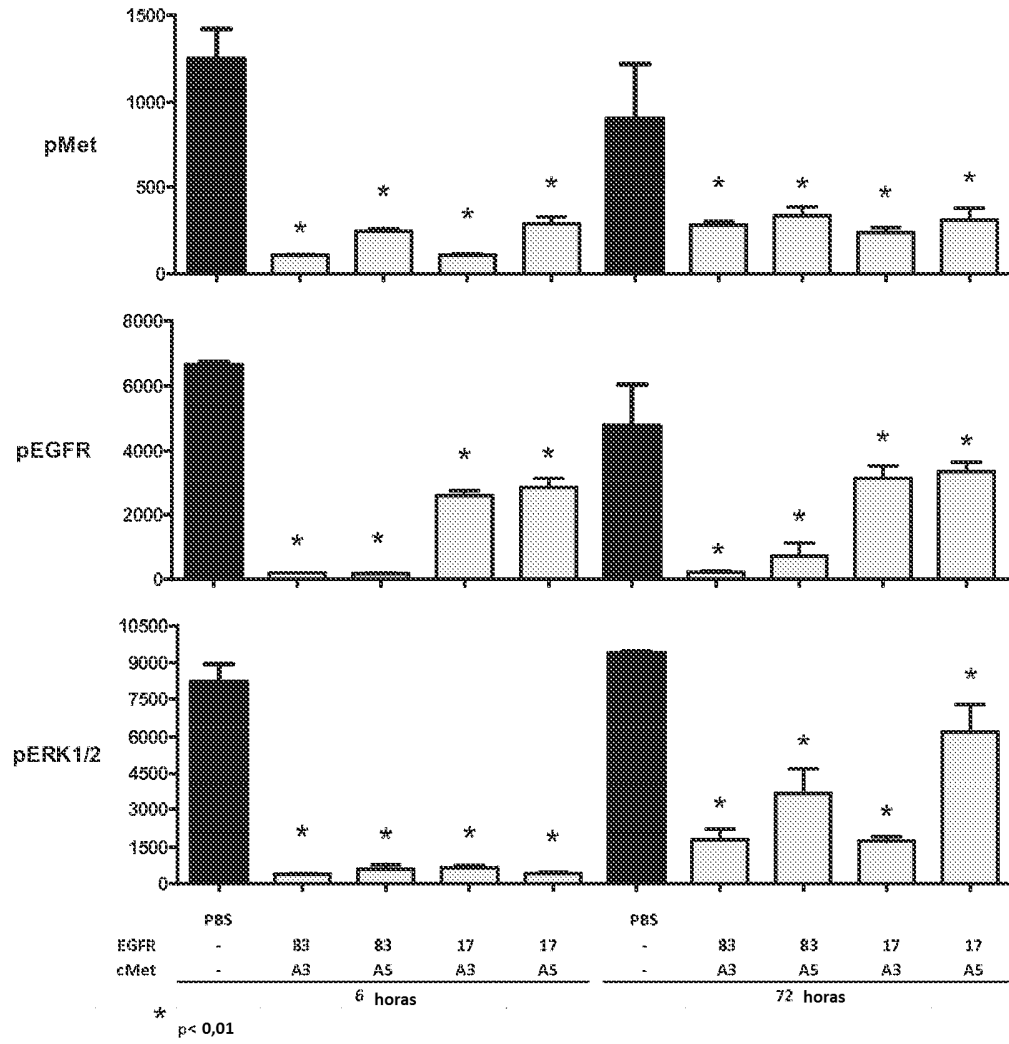 1500
1000
pMet
500
0
* * * * * * * *
8000
6000
pEGFR
4000
2000
0
* * * * * * * *
10500
9000
7500
pERK1/2
6000
4500
3000
1500
0
* * * * * * * *
PBS PBS
EGFR - 83 83 17 17 - 83 83 17 17
cMet - A3 A5 A3 A5 - A3 A5 A3 A5
6 horas 72 horas
* p< 0,01